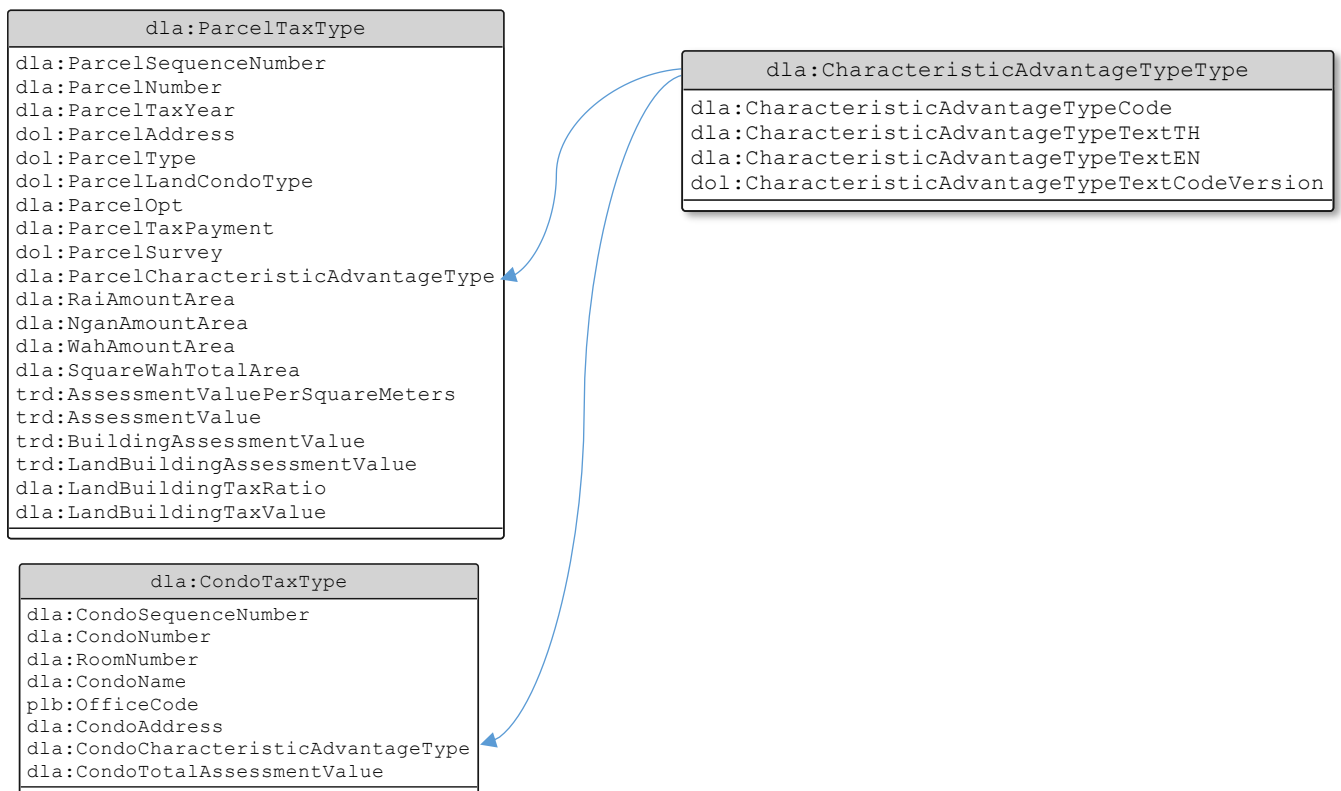 dla:ParcelTaxType
dla:ParcelSequenceNumber
dla:ParcelNumber
dla:ParcelTaxYear
dol:ParcelAddress
dol:ParcelType
dol:ParcelLandCondoType
dla:ParcelOpt
dla:ParcelTaxPayment
dol:ParcelSurvey
dla:ParcelCharacteristicAdvantageType
dla:RaiAmountArea
dla:NganAmountArea
dla:WahAmountArea
dla:SquareWahTotalArea
trd:AssessmentValuePerSquareMeters
trd:AssessmentValue
trd:BuildingAssessmentValue
trd:LandBuildingAssessmentValue
dla:LandBuildingTaxRatio
dla:LandBuildingTaxValue
dla:CharacteristicAdvantageTypeType
dla:CharacteristicAdvantageTypeCode
dla:CharacteristicAdvantageTypeTextTH
dla:CharacteristicAdvantageTypeTextEN
dol:CharacteristicAdvantageTypeTextCodeVersion
dla:CondoTaxType
dla:CondoSequenceNumber
dla:CondoNumber
dla:RoomNumber
dla:CondoName
plb:OfficeCode
dla:CondoAddress
dla:CondoCharacteristicAdvantageType
dla:CondoTotalAssessmentValue